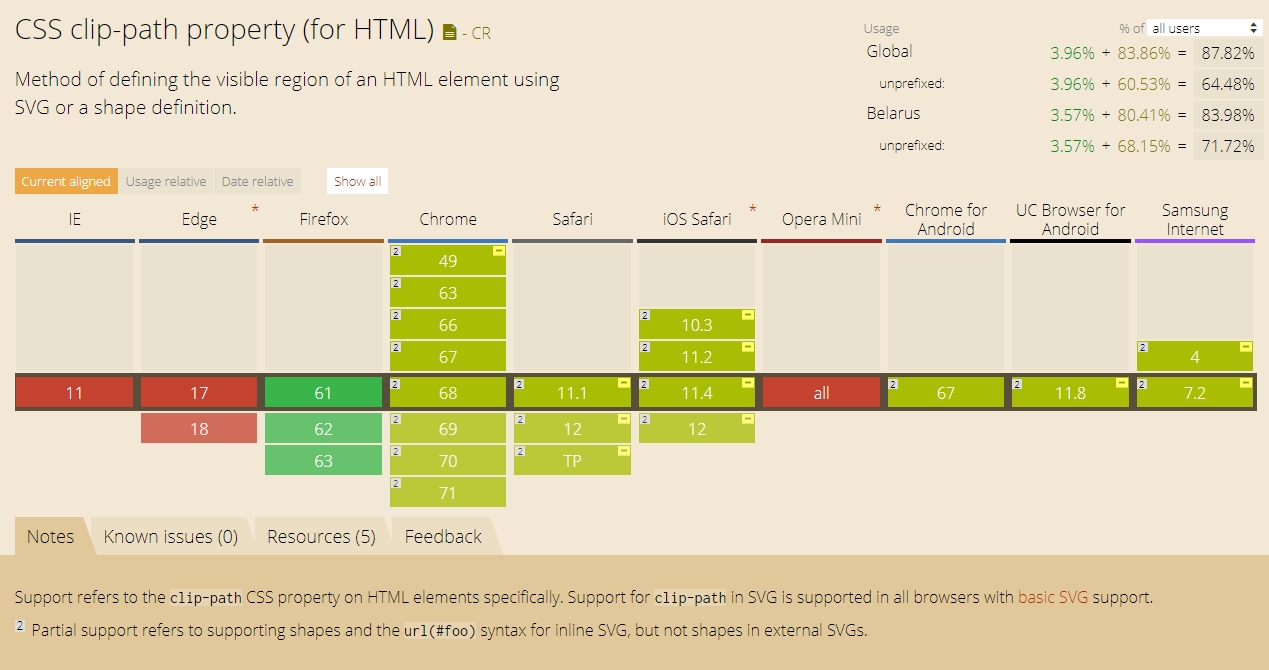 CSS clip-path property (for HTML) - CR
Method of defining the visible region of an HTML element using
SVG or a shape definition.
Usage % of all users
Global 3.96% + 83.86% = 87.82%
unprefixed: 3.96% + 60.53% = 64.48%
Belarus 3.57% + 80.41% = 83.98%
unprefixed: 3.57% + 68.15% = 71.72%
Current aligned Usage relative Date relative Show all
IE Edge * Firefox Chrome Safari iOS Safari * Opera Mini * Chrome for Android UC Browser for Android Samsung Internet
2 49 -
2 63
2 66 2 10.3 -
2 67 2 11.2 - 2 4 -
11 17 61 2 68 2 11.1 - 2 11.4 - all 2 67 2 11.8 - 2 7.2 -
18 62 2 69 2 12 - 2 12 -
63 2 70 2 TP -
2 71
Notes Known issues (0) Resources (5) Feedback
Support refers to the clip-path CSS property on HTML elements specifically. Support for clip-path in SVG is supported in all browsers with basic SVG support.
2 Partial support refers to supporting shapes and the url(#foo) syntax for inline SVG, but not shapes in external SVGs.